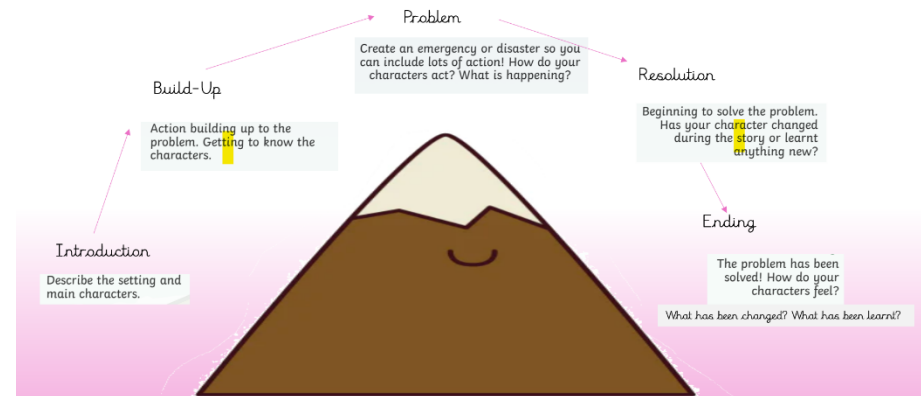 Problem
Create an emergency or disaster so you
can include lots of action! How do your
characters act? What is happening?
Build-Up
Action building up to the
problem. Getting to know the
characters.
Resolution
Beginning to solve the problem.
Has your character changed
during the story or learnt
anything new?
Introduction
Describe the setting and
main characters.
Ending
The problem has been
solved! How do your
characters feel?
What has been changed? What has been learnt?